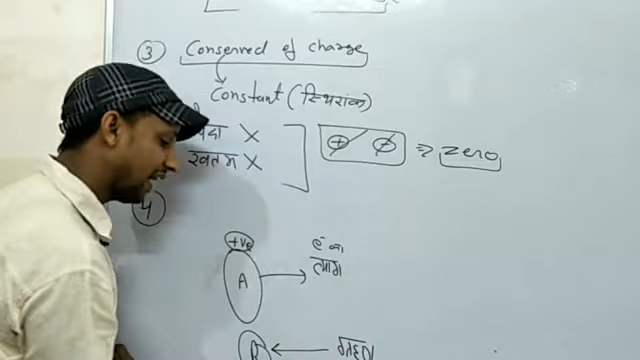 ③ Conserved of charge
Constant (स्थिरांक)
पैदा ×
खत्म × ] ⊕ ⊖ ⇒ zero
④
+ve
A → e⁻ का
त्याग
B ← ग्रहण